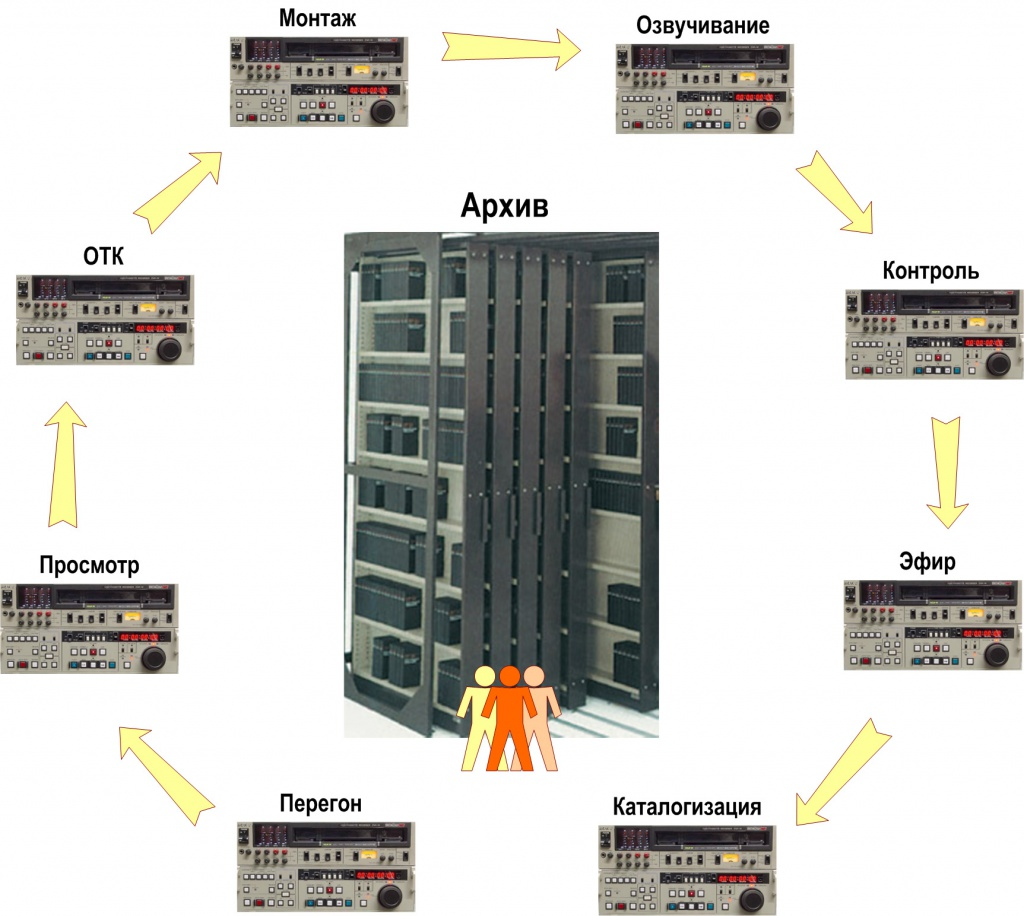 Монтаж
Озвучивание
Архив
ОТК
Контроль
Просмотр
Эфир
Перегон
Каталогизация